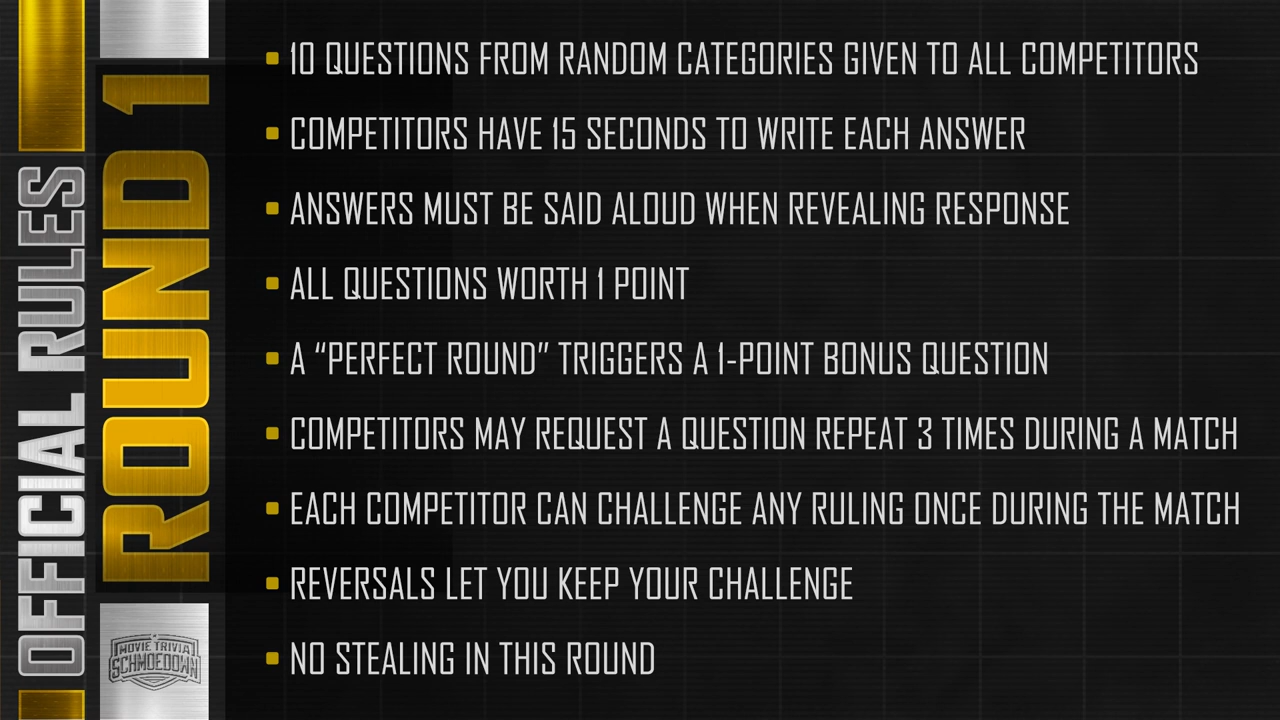 OFFICIAL RULES
ROUND 1
10 QUESTIONS FROM RANDOM CATEGORIES GIVEN TO ALL COMPETITORS
COMPETITORS HAVE 15 SECONDS TO WRITE EACH ANSWER
ANSWERS MUST BE SAID ALOUD WHEN REVEALING RESPONSE
ALL QUESTIONS WORTH 1 POINT
A “PERFECT ROUND” TRIGGERS A 1-POINT BONUS QUESTION
COMPETITORS MAY REQUEST A QUESTION REPEAT 3 TIMES DURING A MATCH
EACH COMPETITOR CAN CHALLENGE ANY RULING ONCE DURING THE MATCH
REVERSALS LET YOU KEEP YOUR CHALLENGE
NO STEALING IN THIS ROUND
MOVIE TRIVIA
SCHMOEDOWN